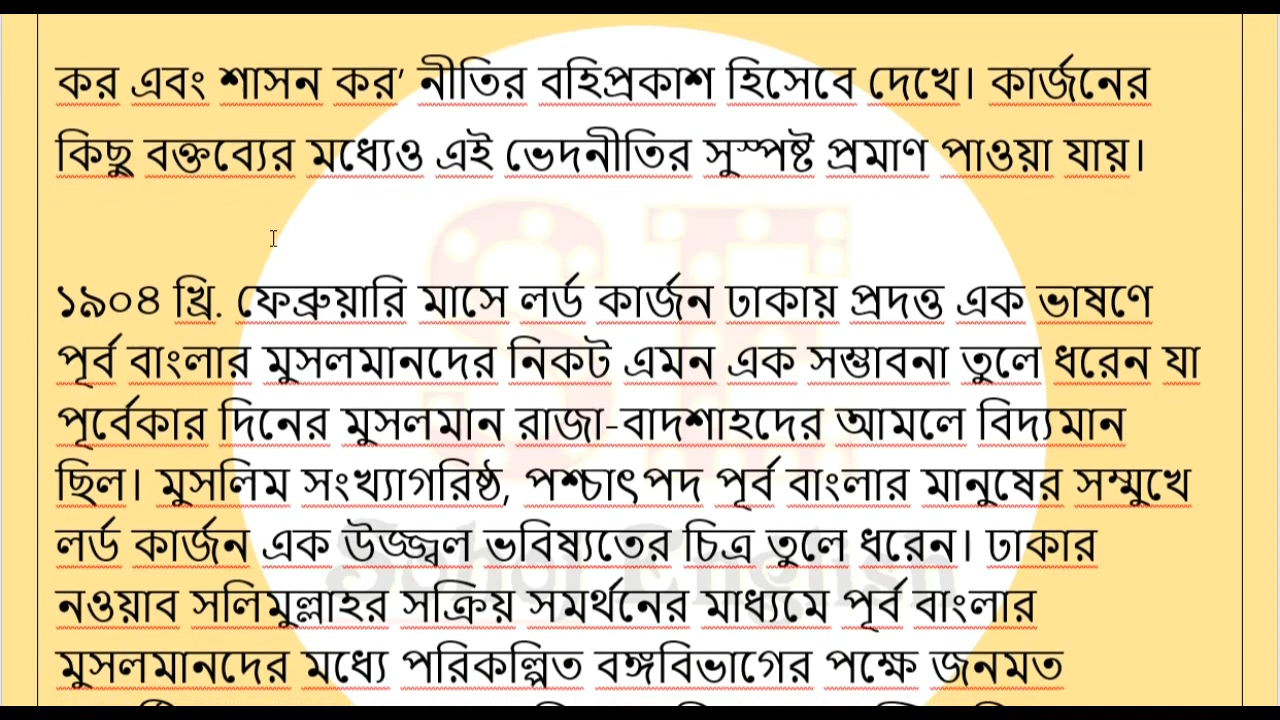 কর এবং শাসন কর’ নীতির বহিপ্রকাশ হিসেবে দেখে। কার্জনের
কিছু বক্তব্যের মধ্যেও এই ভেদনীতির সুস্পষ্ট প্রমাণ পাওয়া যায়।
১৯০৪ খ্রি. ফেব্রুয়ারি মাসে লর্ড কার্জন ঢাকায় প্রদত্ত এক ভাষণে
পূর্ব বাংলার মুসলমানদের নিকট এমন এক সম্ভাবনা তুলে ধরেন যা
পূর্বেকার দিনের মুসলমান রাজা-বাদশাহদের আমলে বিদ্যমান
ছিল। মুসলিম সংখ্যাগরিষ্ঠ, পশ্চাৎপদ পূর্ব বাংলার মানুষের সম্মুখে
লর্ড কার্জন এক উজ্জ্বল ভবিষ্যতের চিত্র তুলে ধরেন। ঢাকার
নওয়াব সলিমুল্লাহর সক্রিয় সমর্থনের মাধ্যমে পূর্ব বাংলার
মুসলমানদের মধ্যে পরিকল্পিত বঙ্গবিভাগের পক্ষে জনমত